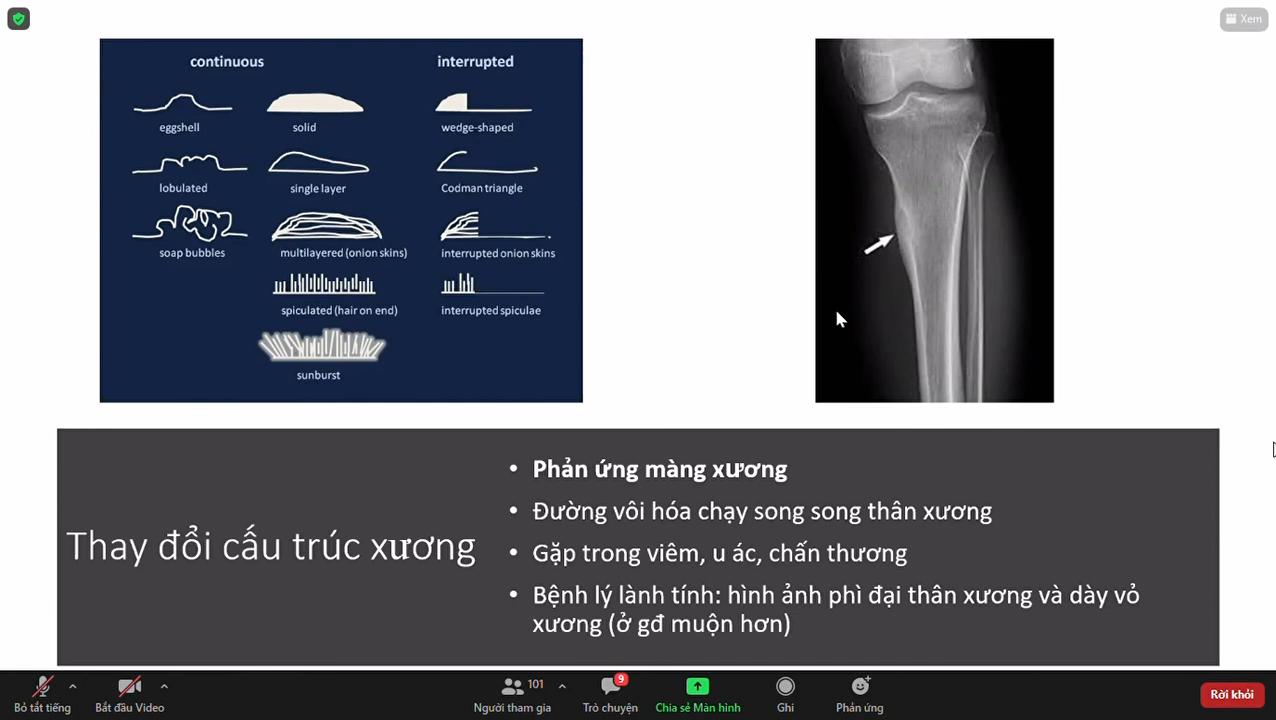 Xem
continuous
interrupted
eggshell
solid
wedge-shaped
lobulated
single layer
Codman triangle
soap bubbles
multilayered (onion skins)
interrupted onion skins
spiculated (hair on end)
interrupted spiculae
sunburst
Thay đổi cấu trúc xương
• Phản ứng màng xương
• Đường vôi hóa chạy song song thân xương
• Gặp trong viêm, u ác, chấn thương
• Bệnh lý lành tính: hình ảnh phì đại thân xương và dày vỏ
xương (ở gđ muộn hơn)
Bỏ tắt tiếng
Bắt đầu Video
101
Người tham gia
9
Trò chuyện
Chia sẻ Màn hình
Ghi
Phản ứng
Rời khỏi